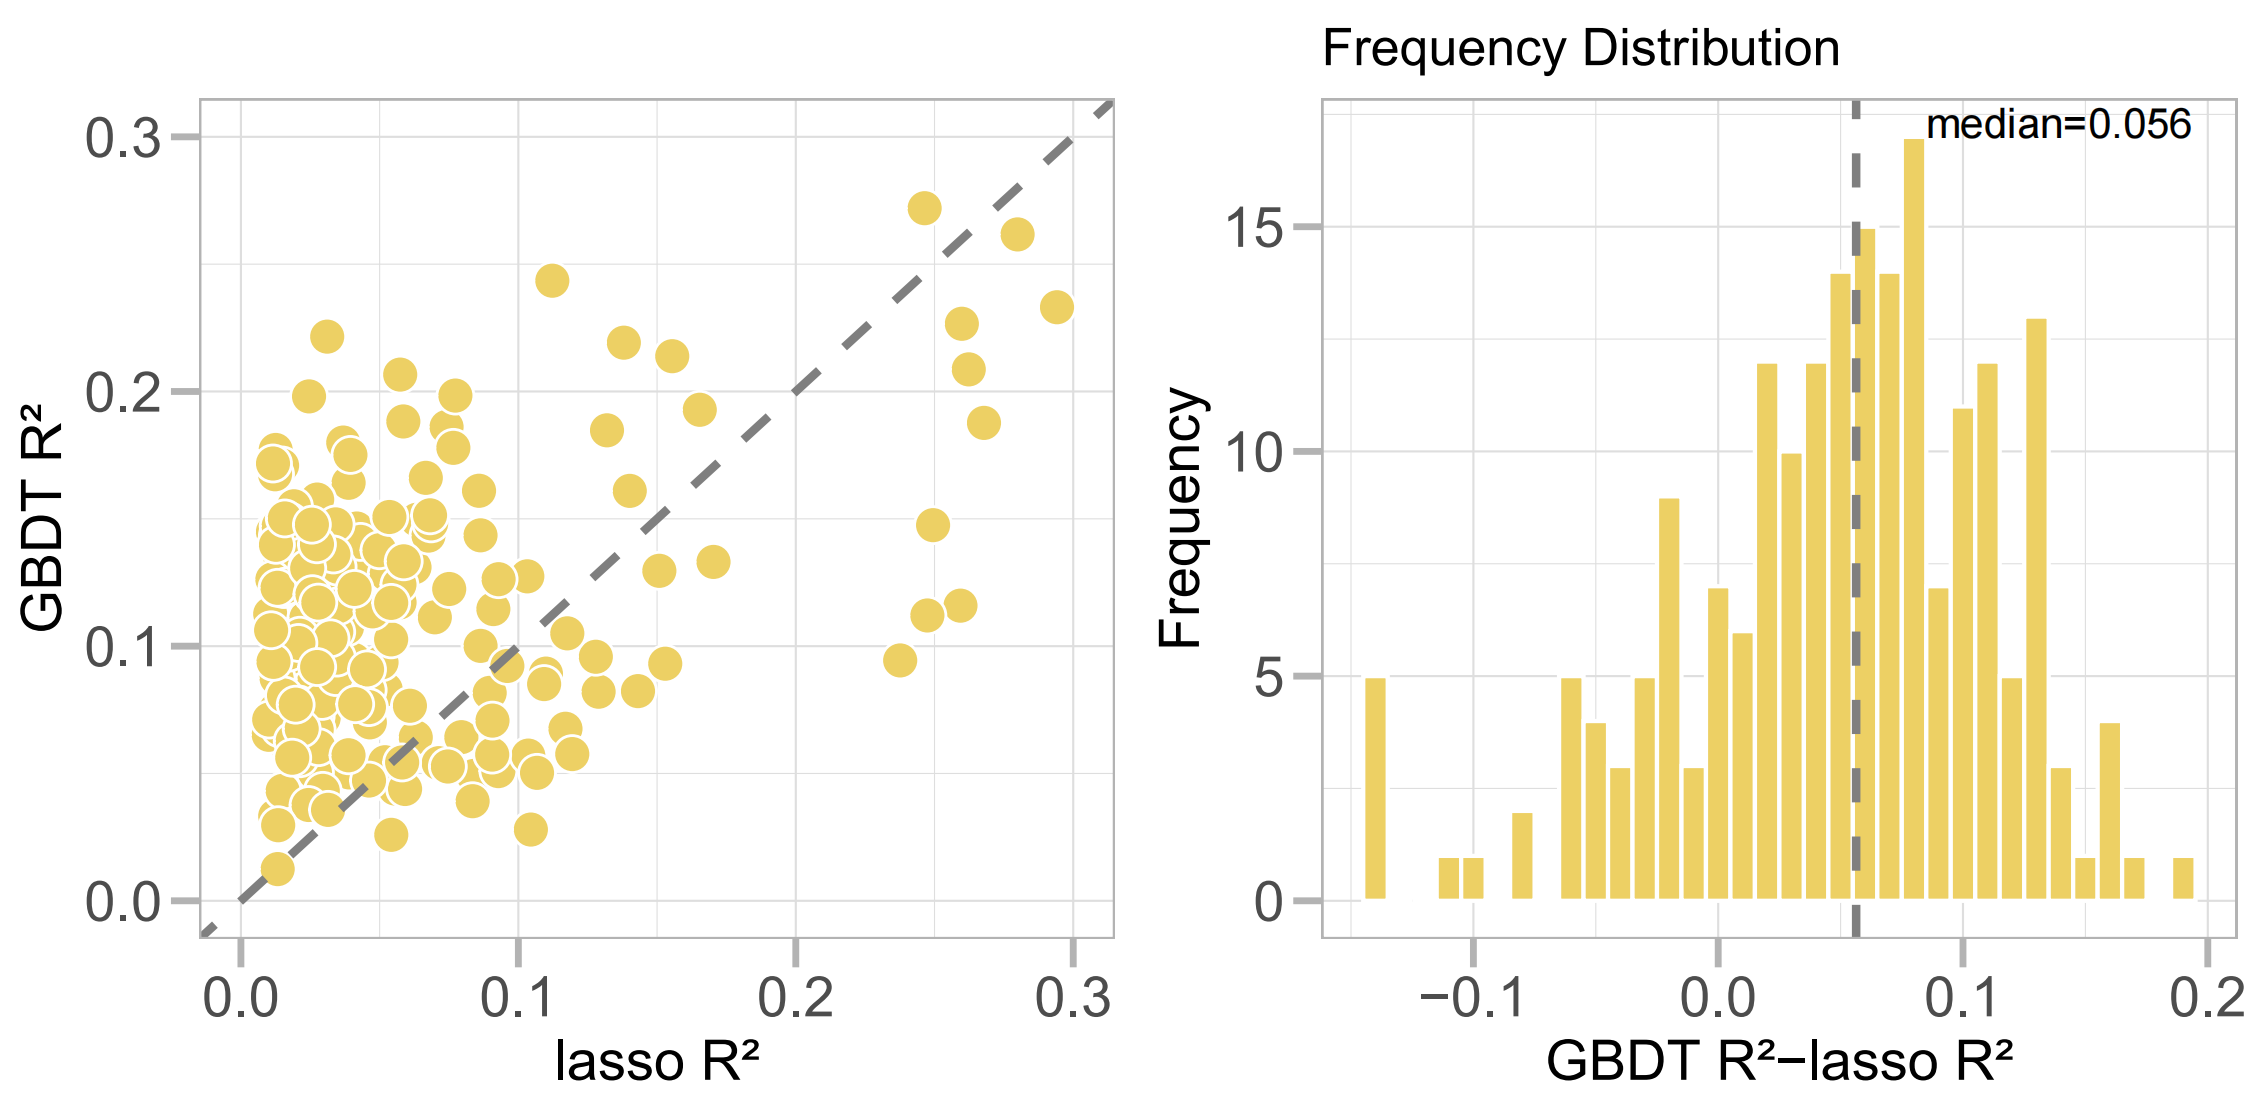 0.3
0.2
0.1
0.0
GBDT R²
0.0 0.1 0.2 0.3
lasso R²
Frequency Distribution
median=0.056
15
10
5
0
Frequency
−0.1 0.0 0.1 0.2
GBDT R²−lasso R²